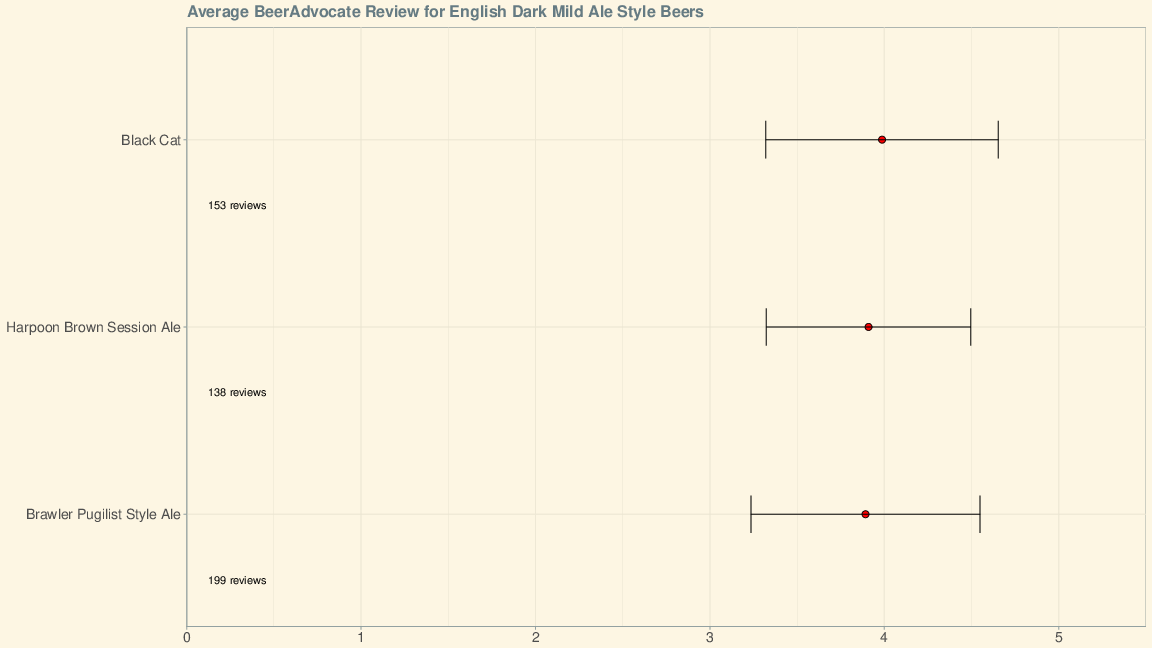 Average BeerAdvocate Review for English Dark Mild Ale Style Beers
Black Cat
153 reviews
Harpoon Brown Session Ale
138 reviews
Brawler Pugilist Style Ale
199 reviews
0 1 2 3 4 5